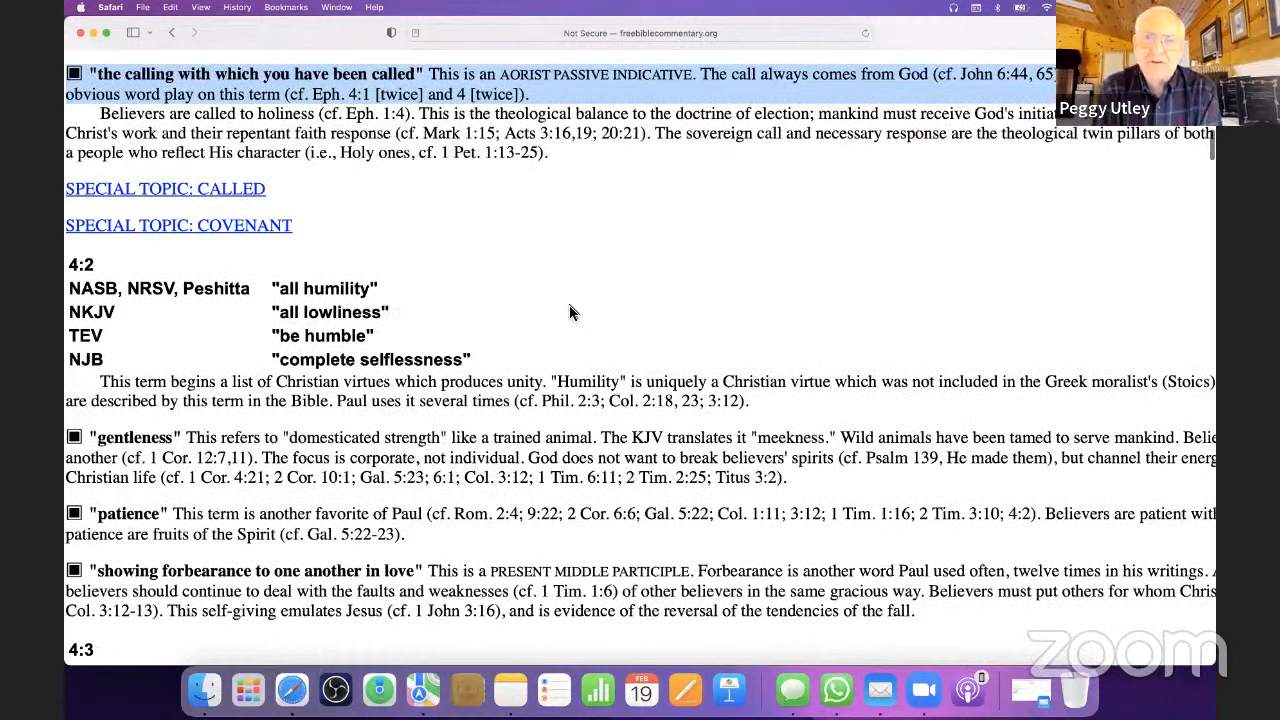 Safari File Edit View History Bookmarks Window Help
Not Secure — freebiblecommentary.org
"the calling with which you have been called" This is an AORIST PASSIVE INDICATIVE. The call always comes from God (cf. John 6:44, 65
obvious word play on this term (cf. Eph. 4:1 [twice] and 4 [twice]).
Believers are called to holiness (cf. Eph. 1:4). This is the theological balance to the doctrine of election; mankind must receive God's
Christ's work and their repentant faith response (cf. Mark 1:15; Acts 3:16,19; 20:21). The sovereign call and necessary response are the theological twin pillars of both
a people who reflect His character (i.e., Holy ones, cf. 1 Pet. 1:13-25).
Peggy Utley
SPECIAL TOPIC: CALLED
SPECIAL TOPIC: COVENANT
4:2
NASB, NRSV, Peshitta "all humility"
NKJV "all lowliness"
TEV "be humble"
NJB "complete selflessness"
This term begins a list of Christian virtues which produces unity. "Humility" is uniquely a Christian virtue which was not included in the Greek moralist's (Stoics)
are described by this term in the Bible. Paul uses it several times (cf. Phil. 2:3; Col. 2:18, 23; 3:12).
"gentleness" This refers to "domesticated strength" like a trained animal. The KJV translates it "meekness." Wild animals have been tamed to serve mankind.
another (cf. 1 Cor. 12:7,11). The focus is corporate, not individual. God does not want to break believers' spirits (cf. Psalm 139, He made them), but channel their
Christian life (cf. 1 Cor. 4:21; 2 Cor. 10:1; Gal. 5:23; 6:1; Col. 3:12; 1 Tim. 6:11; 2 Tim. 2:25; Titus 3:2).
"patience" This term is another favorite of Paul (cf. Rom. 2:4; 9:22; 2 Cor. 6:6; Gal. 5:22; Col. 1:11; 3:12; 1 Tim. 1:16; 2 Tim. 3:10; 4:2). Believers are patient
patience are fruits of the Spirit (cf. Gal. 5:22-23).
"showing forbearance to one another in love" This is a PRESENT MIDDLE PARTICIPLE. Forbearance is another word Paul used often, twelve times in his writings.
believers should continue to deal with the faults and weaknesses (cf. 1 Tim. 1:6) of other believers in the same gracious way. Believers must put others for whom
Col. 3:12-13). This self-giving emulates Jesus (cf. 1 John 3:16), and is evidence of the reversal of the tendencies of the fall.
4:3
zoom
FEB
19